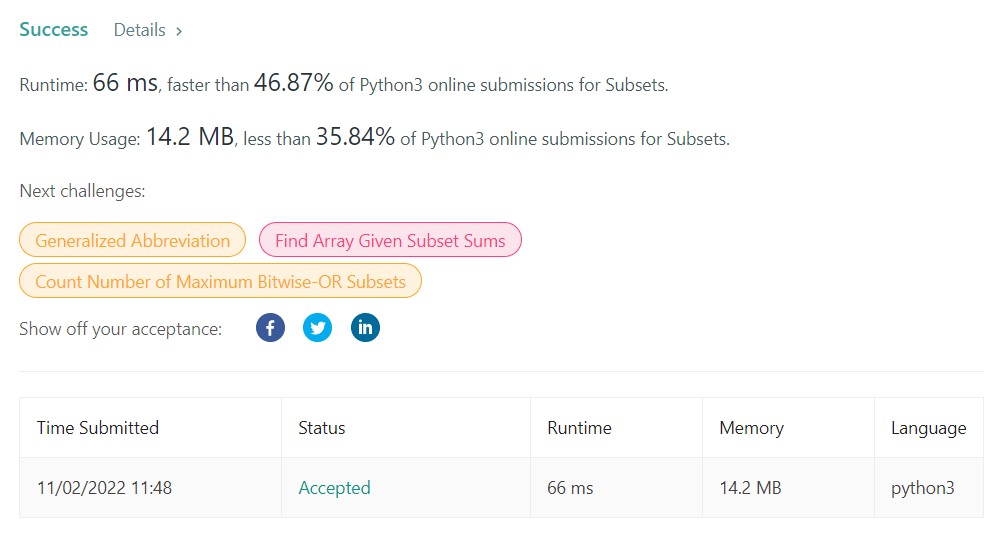 Success Details >
Runtime: 66 ms, faster than 46.87% of Python3 online submissions for Subsets.
Memory Usage: 14.2 MB, less than 35.84% of Python3 online submissions for Subsets.
Next challenges:
Generalized Abbreviation Find Array Given Subset Sums
Count Number of Maximum Bitwise-OR Subsets
Show off your acceptance: f in
Time Submitted Status Runtime Memory Language
11/02/2022 11:48 Accepted 66 ms 14.2 MB python3